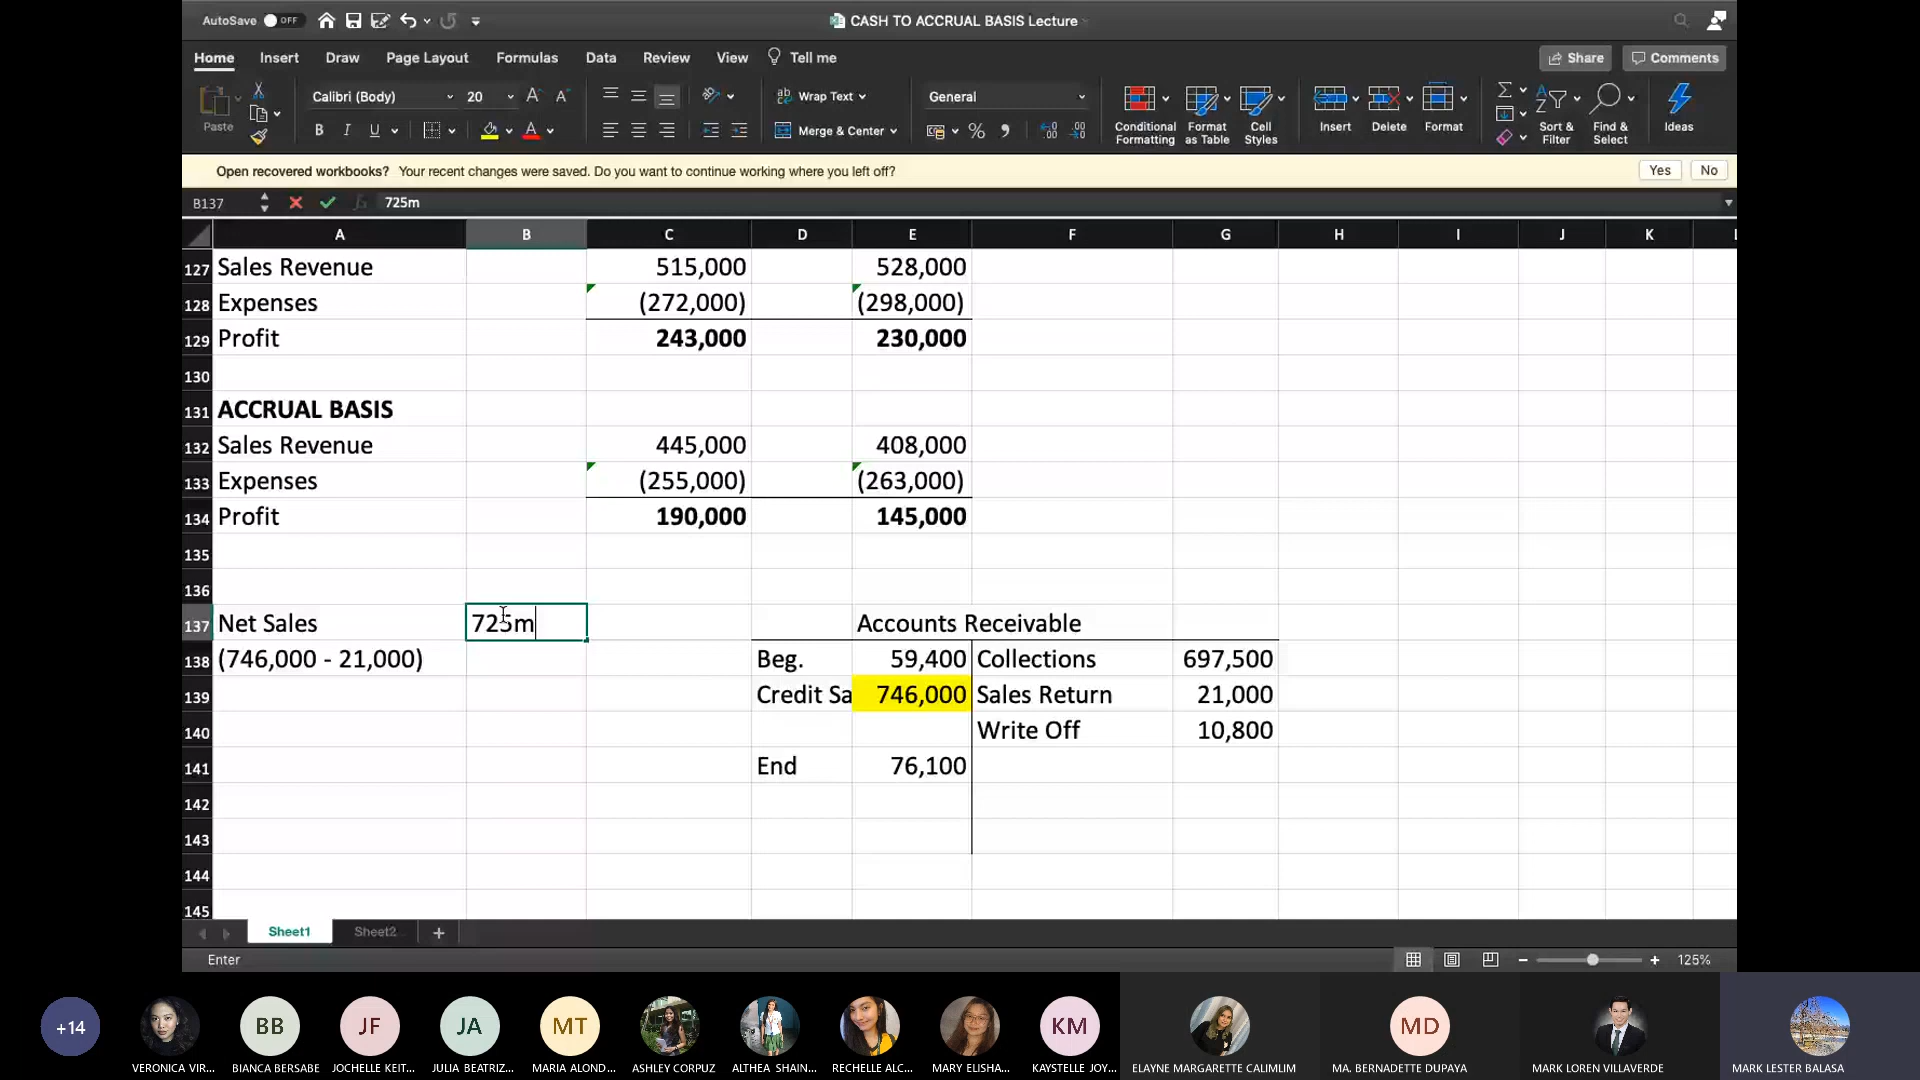 AutoSave OFF CASH TO ACCRUAL BASIS Lecture
Home Insert Draw Page Layout Formulas Data Review View Tell me Share Comments
Paste Calibri (Body) 20 A A Wrap Text General Conditional Formatting Format as Table Cell Styles Insert Delete Format Sort & Filter Find & Select Ideas
B I U A Merge & Center %
Open recovered workbooks? Your recent changes were saved. Do you want to continue working where you left off? Yes No
B137 fx 725m
A B C D E F G H I J K L
127 Sales Revenue 515,000 528,000
128 Expenses (272,000) (298,000)
129 Profit 243,000 230,000
130
131 ACCRUAL BASIS
132 Sales Revenue 445,000 408,000
133 Expenses (255,000) (263,000)
134 Profit 190,000 145,000
135
136
137 Net Sales 725m Accounts Receivable
138 (746,000 - 21,000) Beg. 59,400 Collections 697,500
139 Credit Sa 746,000 Sales Return 21,000
140 Write Off 10,800
141 End 76,100
142
143
144
145
Sheet1 Sheet2 +
Enter 125%
+14 BB JF JA MT KM MD
VERONICA VIR... BIANCA BERSABE JOCHELLE KEIT... JULIA BEATRIZ... MARIA ALOND... ASHLEY CORPUZ ALTHEA SHAIN... RECHELLE ALC... MARY ELISHA... KAYSTELLE JOY... ELAYNE MARGARETTE CALIMLIM MA. BERNADETTE DUPAYA MARK LOREN VILLAVERDE MARK LESTER BALASA